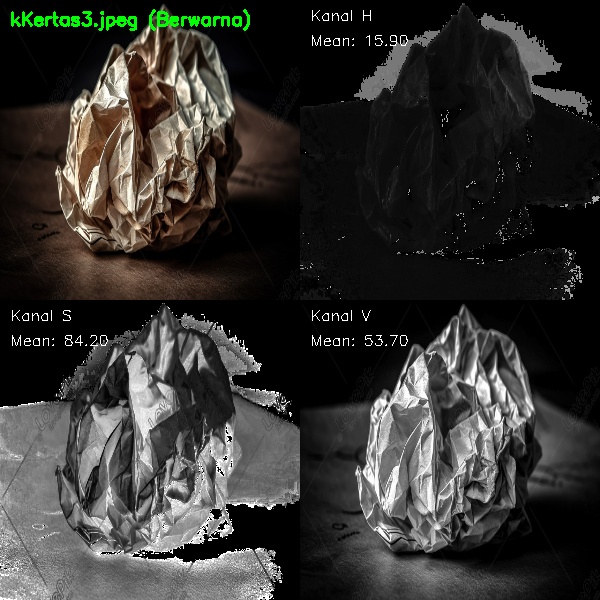 kKertas3.jpeg (Berwarna)
Kanal H
Mean: 15.90
Kanal S
Mean: 84.20
Kanal V
Mean: 53.70